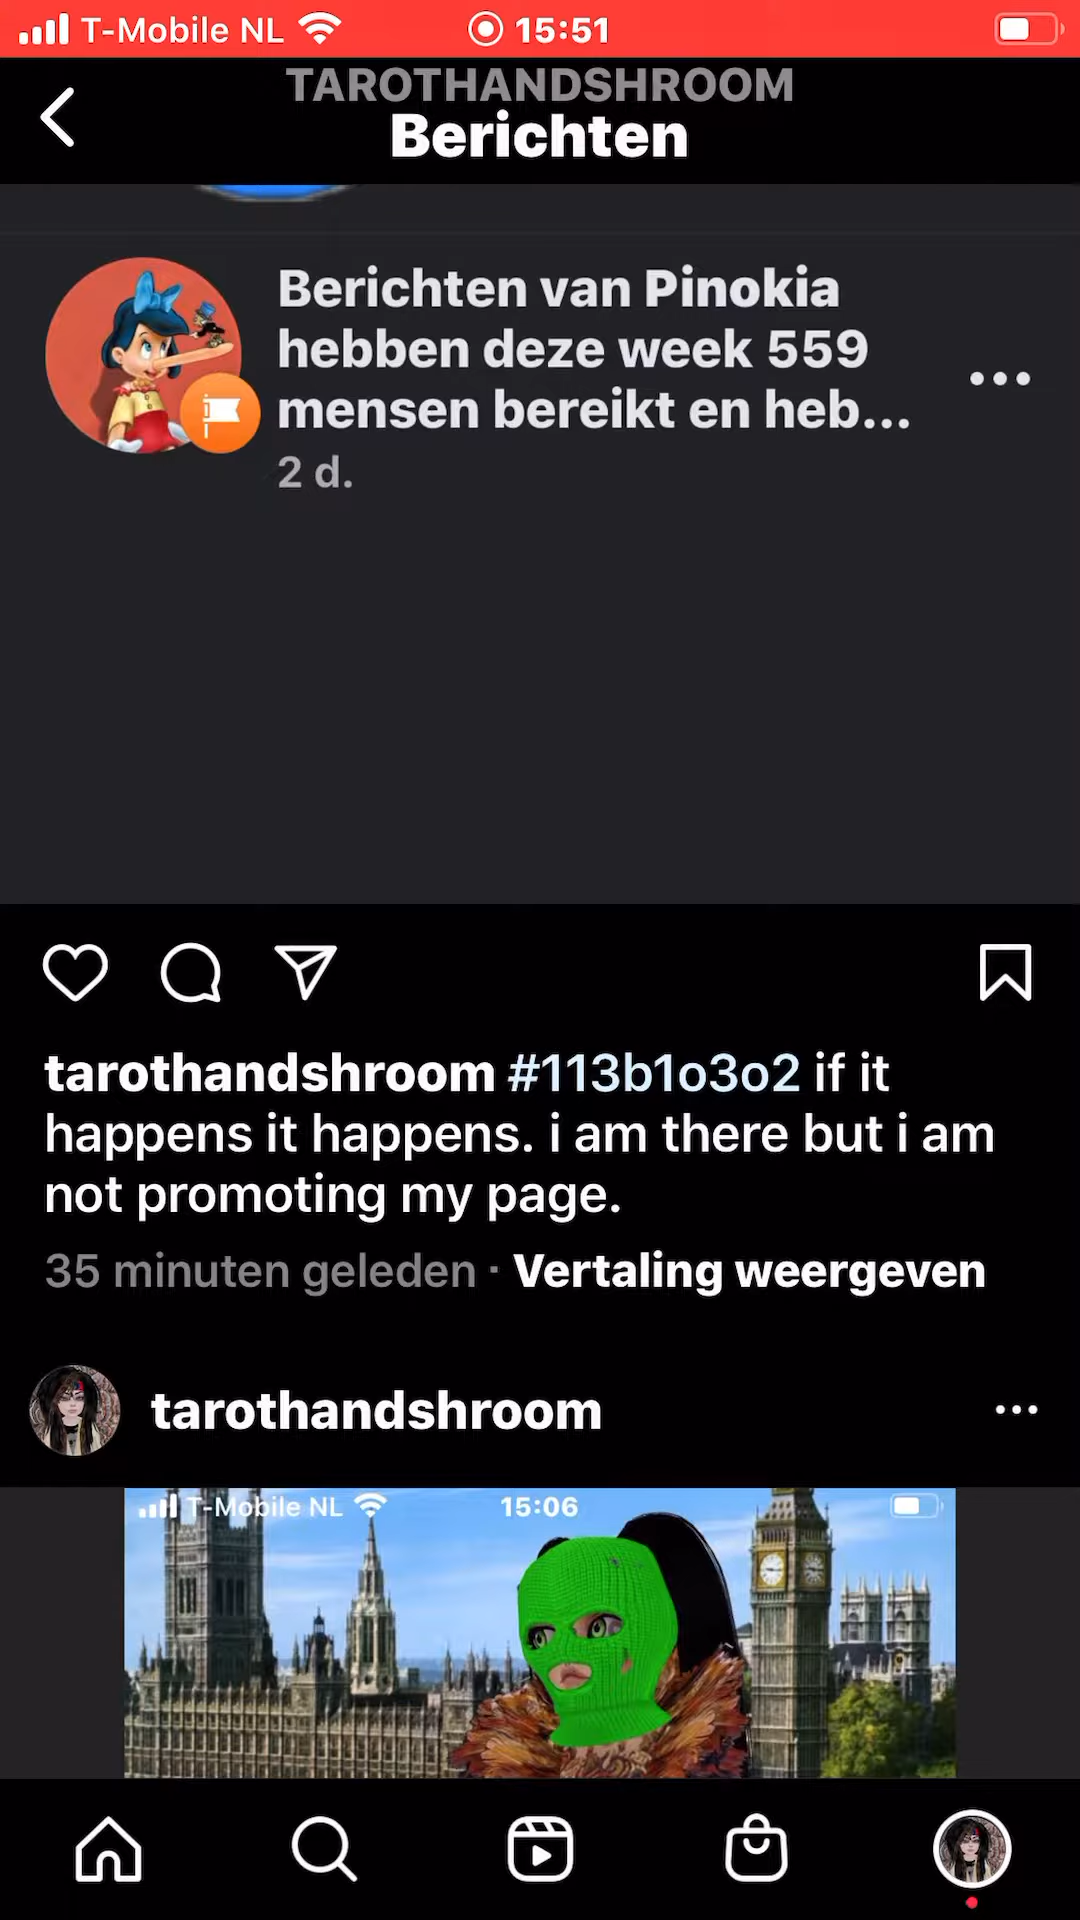 T-Mobile NL 15:51
TAROTHANDSHROOM
Berichten
Berichten van Pinokia
hebben deze week 559
mensen bereikt en heb...
2 d.
tarothandshroom #113b1o3o2 if it
happens it happens. i am there but i am
not promoting my page.
35 minuten geleden · Vertaling weergeven
tarothandshroom
T-Mobile NL 15:06